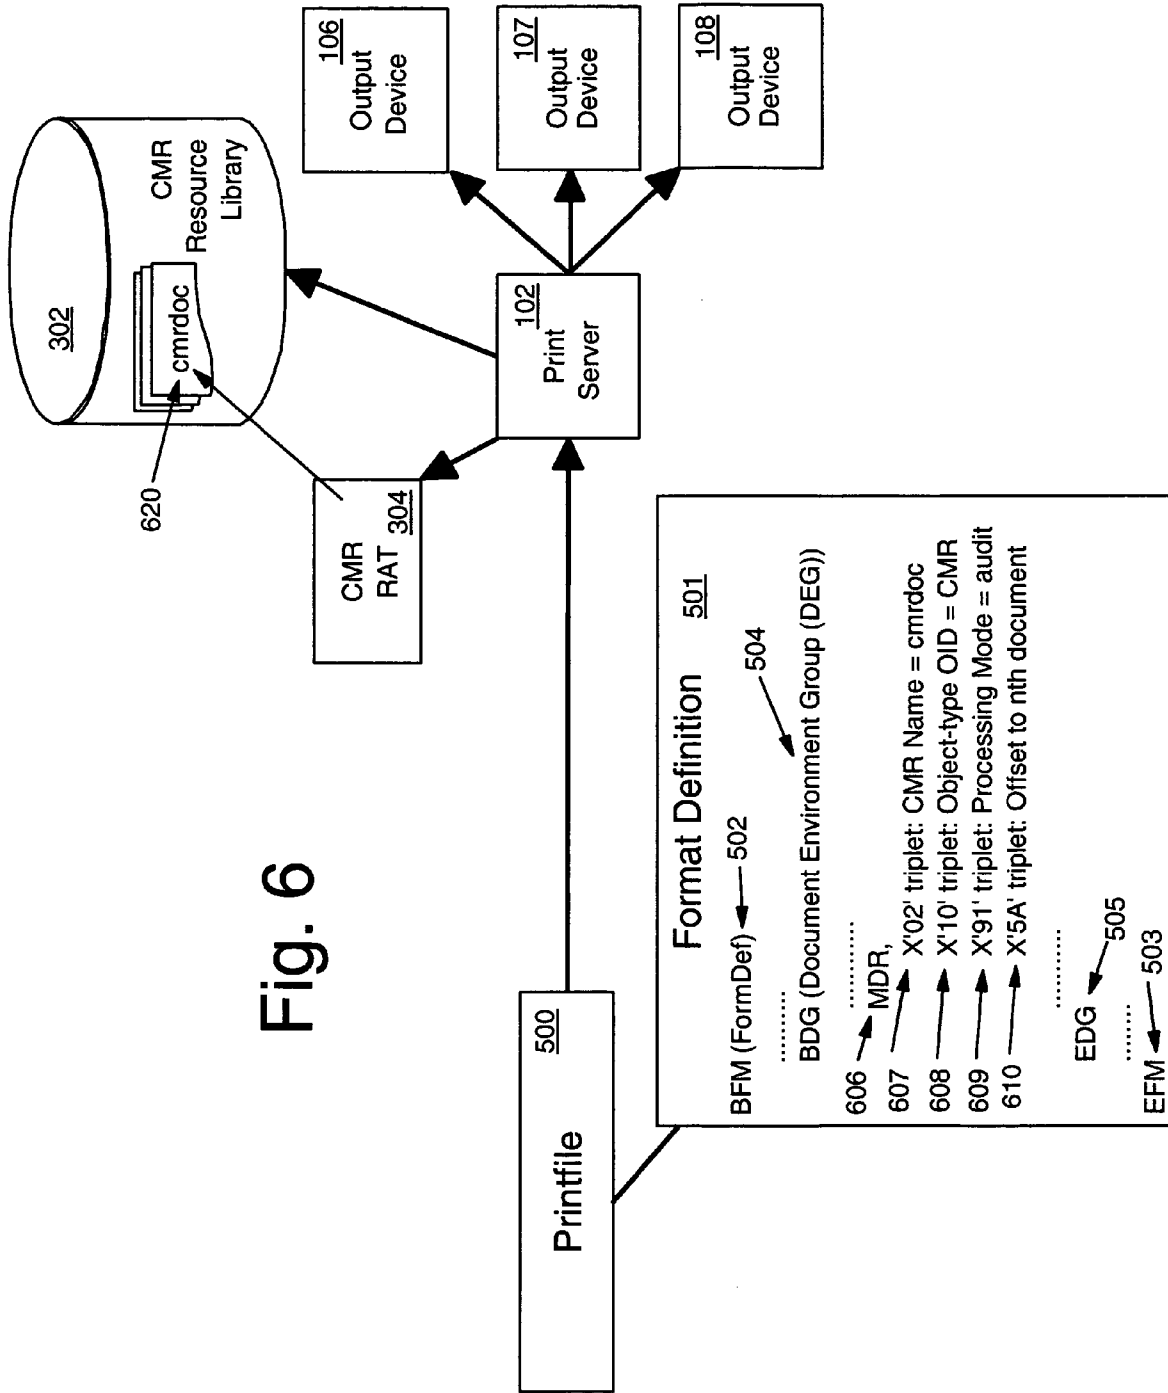 Fig. 6
Printfile
500
Format Definition
501
BFM (FormDef)
502
..........
BDG (Document Environment Group (DEG))
504
..........
606
MDR,
607
X'02' triplet: CMR Name = cmrdoc
608
X'10' triplet: Object-type OID = CMR
609
X'91' triplet: Processing Mode = audit
610
X'5A' triplet: Offset to nth document
..........
EDG
505
.......
EFM
503
CMR
RAT
304
620
302
cmrdoc
CMR
Resource
Library
102
Print
Server
106
Output
Device
107
Output
Device
108
Output
Device